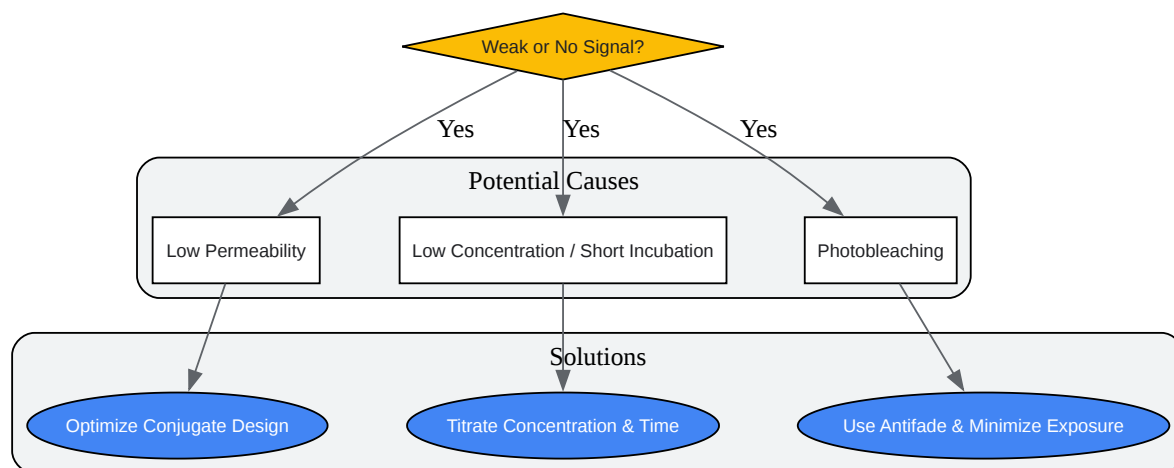 Weak or No Signal?
Yes
Yes
Yes
Potential Causes
Low Permeability
Low Concentration / Short Incubation
Photobleaching
Solutions
Optimize Conjugate Design
Titrate Concentration & Time
Use Antifade & Minimize Exposure